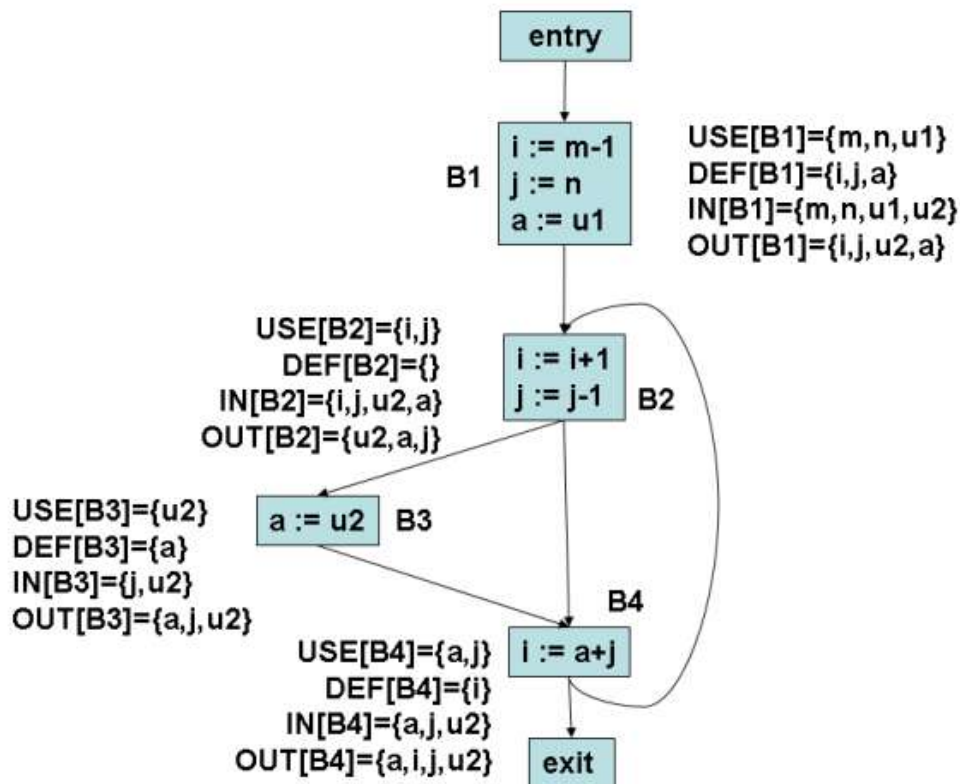 entry
B1
i := m-1
j := n
a := u1
USE[B1]={m,n,u1}
DEF[B1]={i,j,a}
IN[B1]={m,n,u1,u2}
OUT[B1]={i,j,u2,a}
USE[B2]={i,j}
DEF[B2]={}
IN[B2]={i,j,u2,a}
OUT[B2]={u2,a,j}
i := i+1
j := j-1
B2
USE[B3]={u2}
DEF[B3]={a}
IN[B3]={j,u2}
OUT[B3]={a,j,u2}
a := u2
B3
B4
i := a+j
USE[B4]={a,j}
DEF[B4]={i}
IN[B4]={a,j,u2}
OUT[B4]={a,i,j,u2}
exit